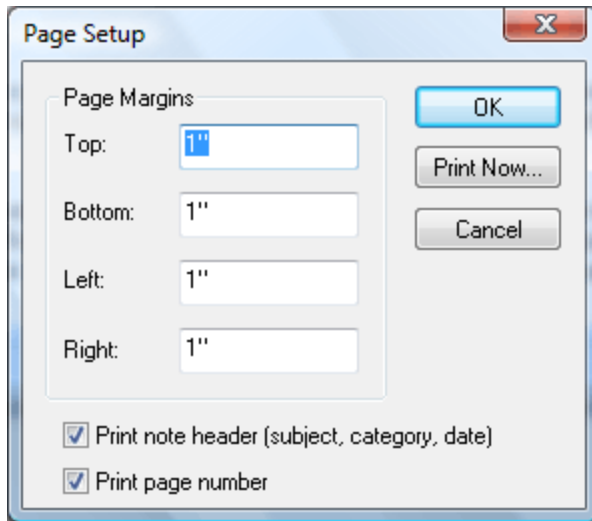 Page Setup
Page Margins
Top: 1"
Bottom: 1"
Left: 1"
Right: 1"
OK
Print Now...
Cancel
Print note header (subject, category, date)
Print page number